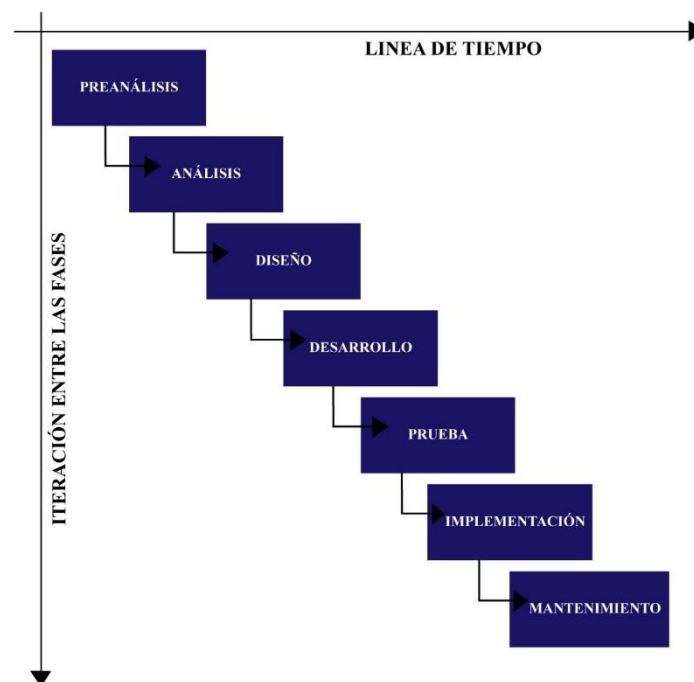 LINEA DE TIEMPO
PREANÁLISIS
ANÁLISIS
ITERACIÓN ENTRE LAS FASES
DISEÑO
DESARROLLO
PRUEBA
IMPLEMENTACIÓN
MANTENIMIENTO